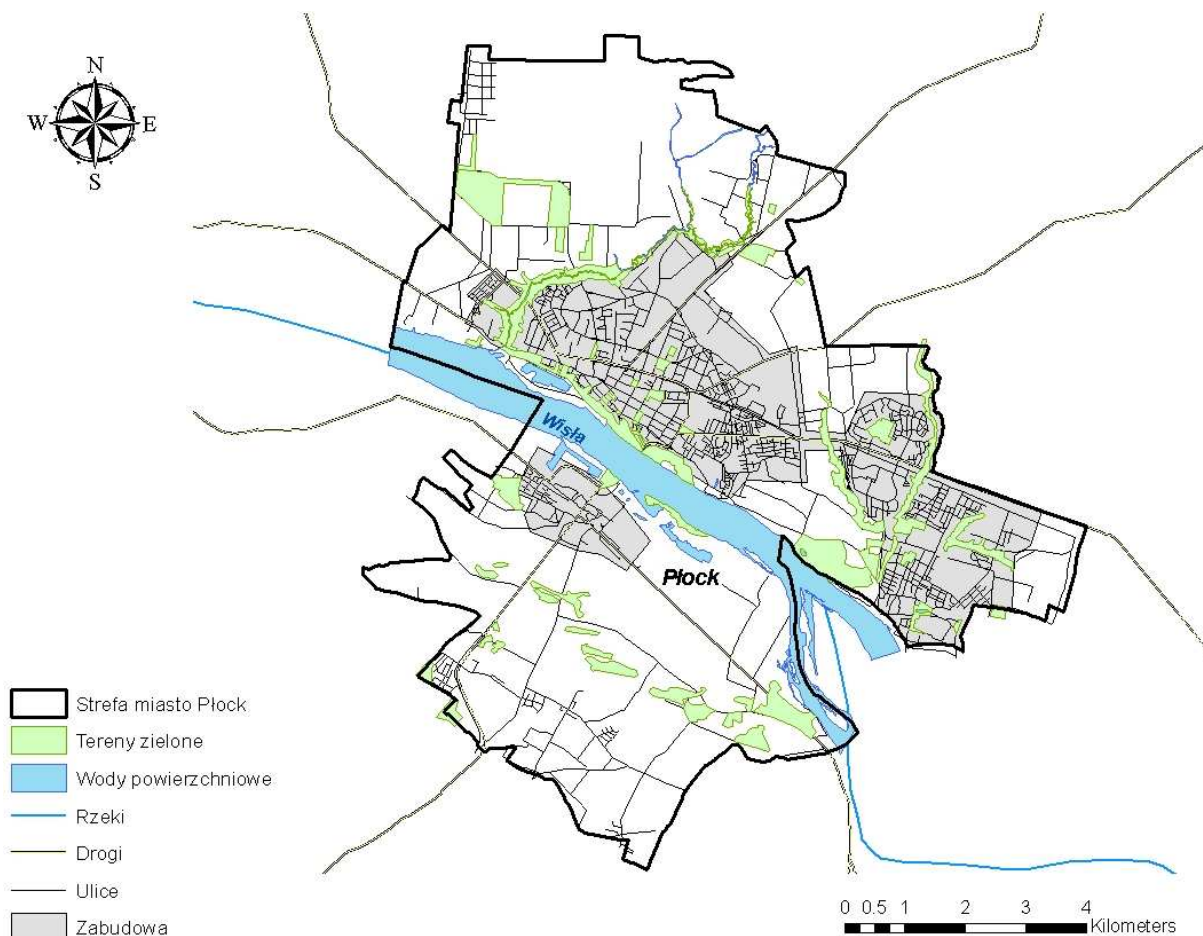 N
W E
S
Wisła
Płock
Strefa miasto Płock
Tereny zielone
Wody powierzchniowe
Rzeki
Drogi
Ulice
Zabudowa
0 0.5 1 2 3 4
Kilometers